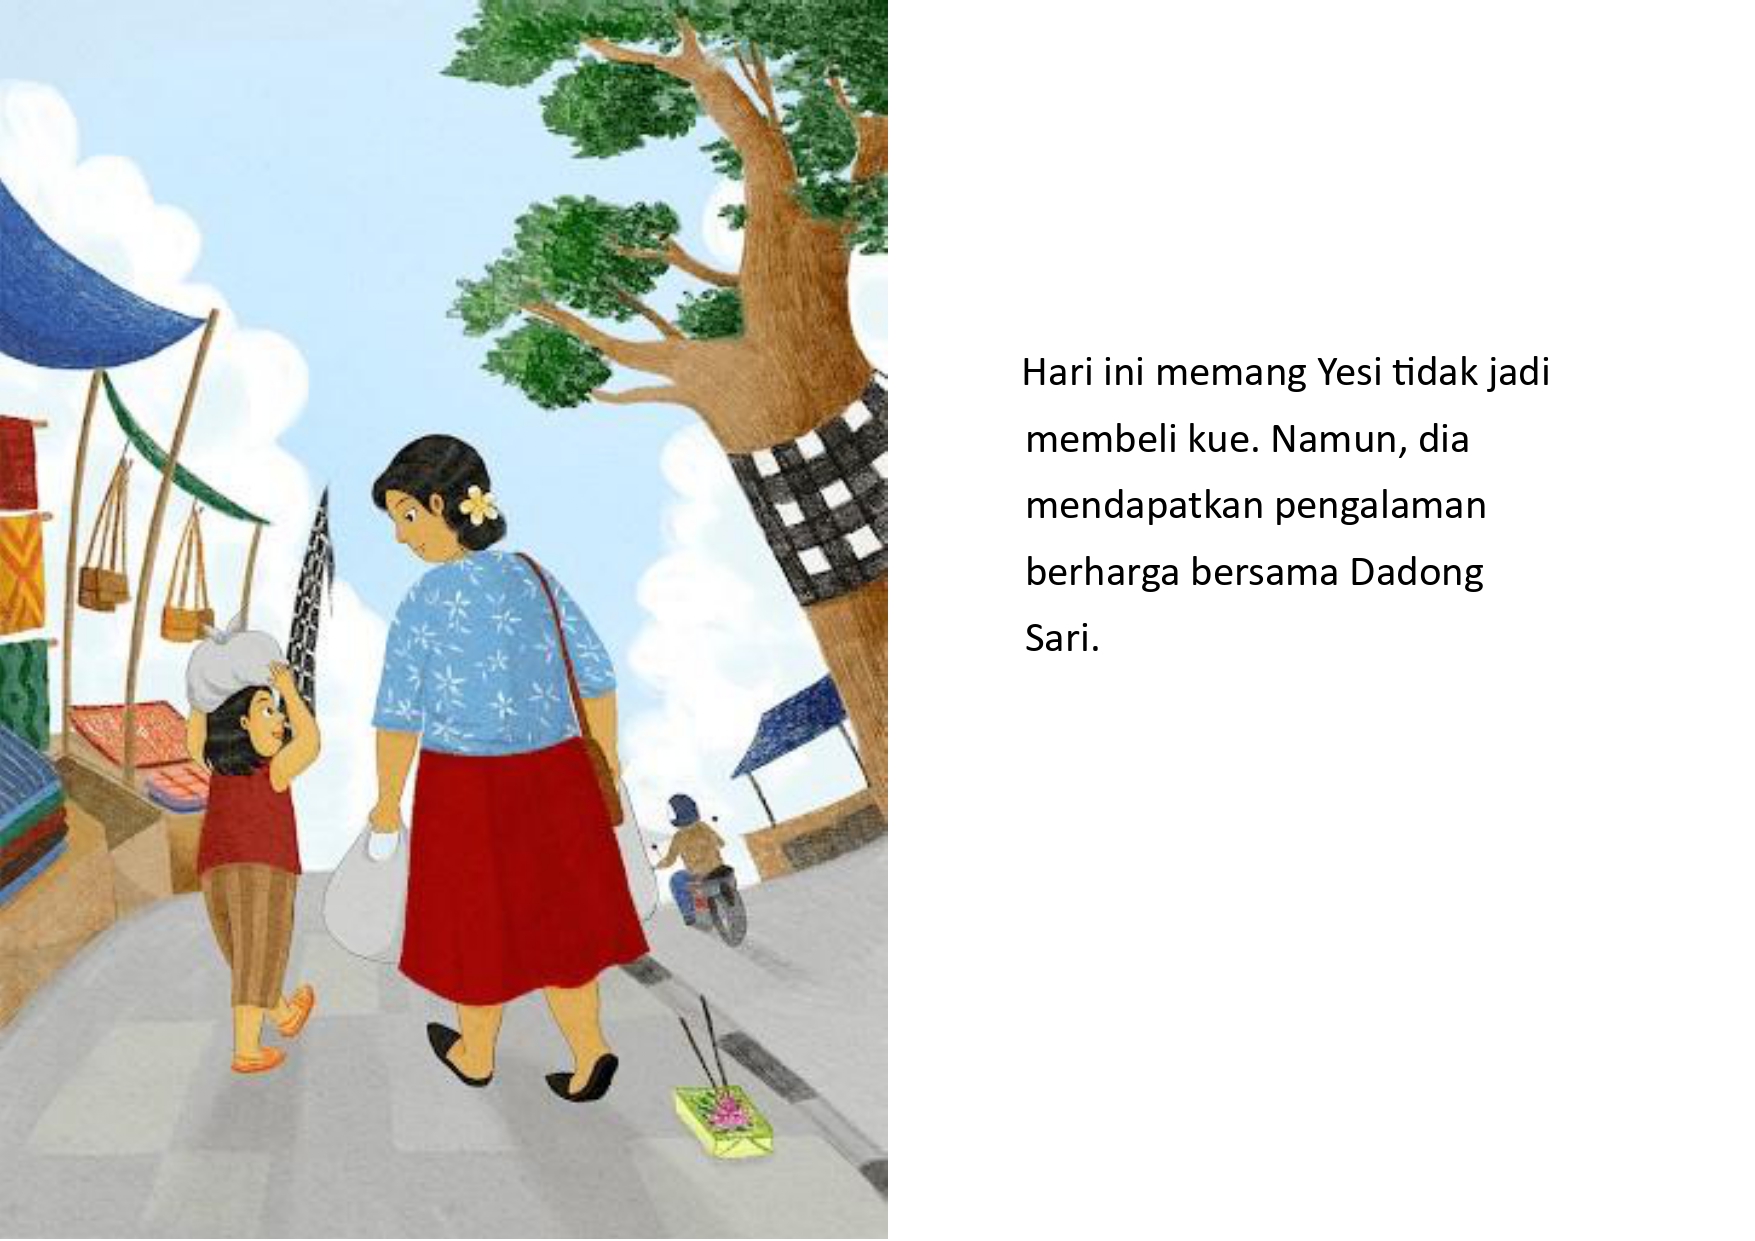 Hari ini memang Yesi tidak jadi
membeli kue. Namun, dia
mendapatkan pengalaman
berharga bersama Dadong
Sari.